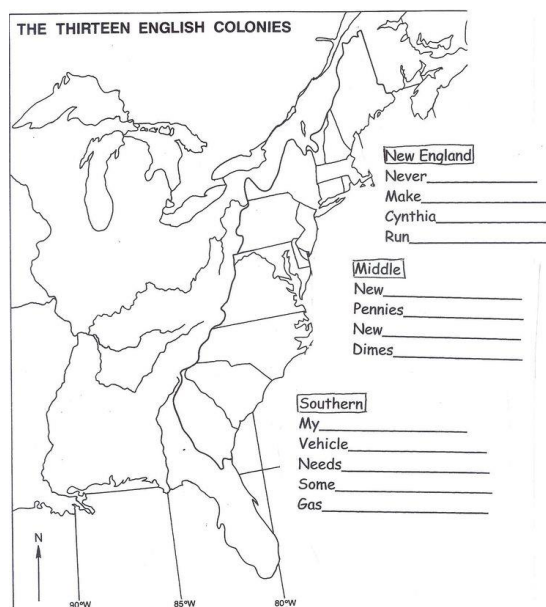 THE THIRTEEN ENGLISH COLONIES
New England
Never
Make
Cynthia
Run
Middle
New
Pennies
New
Dimes
Southern
My
Vehicle
Needs
Some
Gas
N
90°W
85°W
80°W